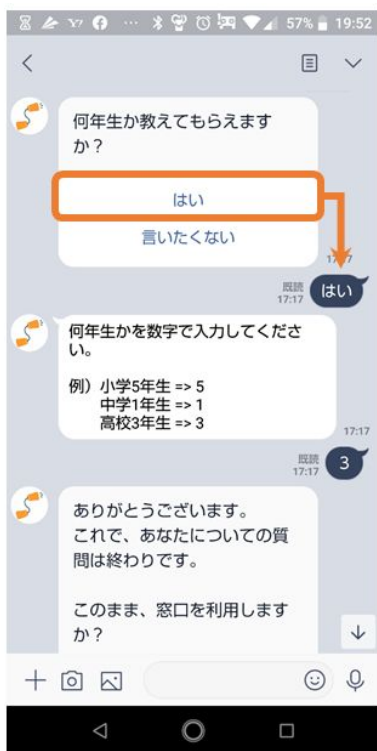 57% 19:52
何年生か教えてもらえます
か?
はい
言いたくない
既読
17:17
はい
何年生かを数字で入力してくださ
い。
例)小学5年生 => 5
中学1年生 => 1
高校3年生 => 3
17:17
既読
17:17
3
ありがとうございます。
これで、あなたについての質
問は終わりです。
このまま、窓口を利用します
か?